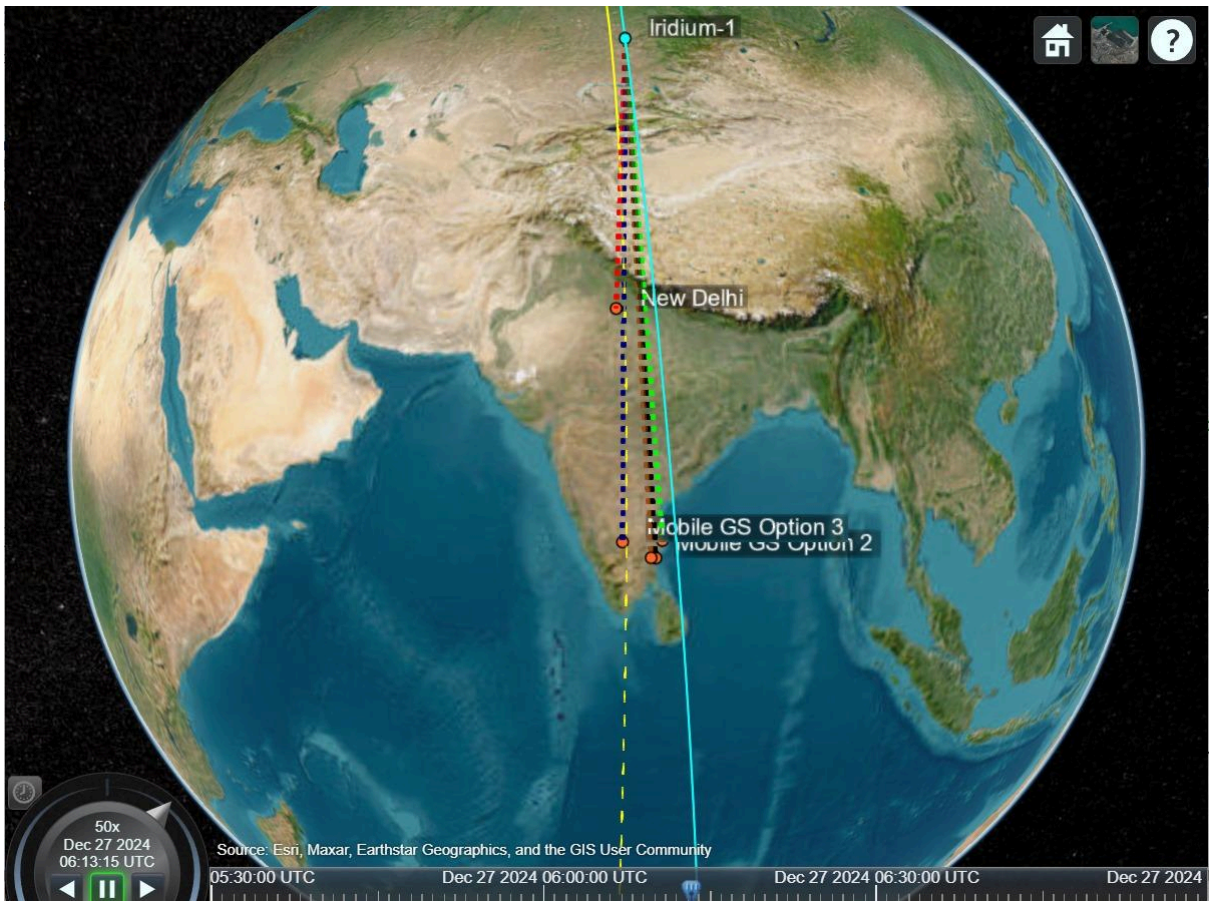 Iridium-1
?
New Delhi
Mobile GS Option 3
Mobile GS Option 2
50x
Dec 27 2024
06:13:15 UTC
Source: Esri, Maxar, Earthstar Geographics, and the GIS User Community
05:30:00 UTC
Dec 27 2024 06:00:00 UTC
Dec 27 2024 06:30:00 UTC
Dec 27 2024